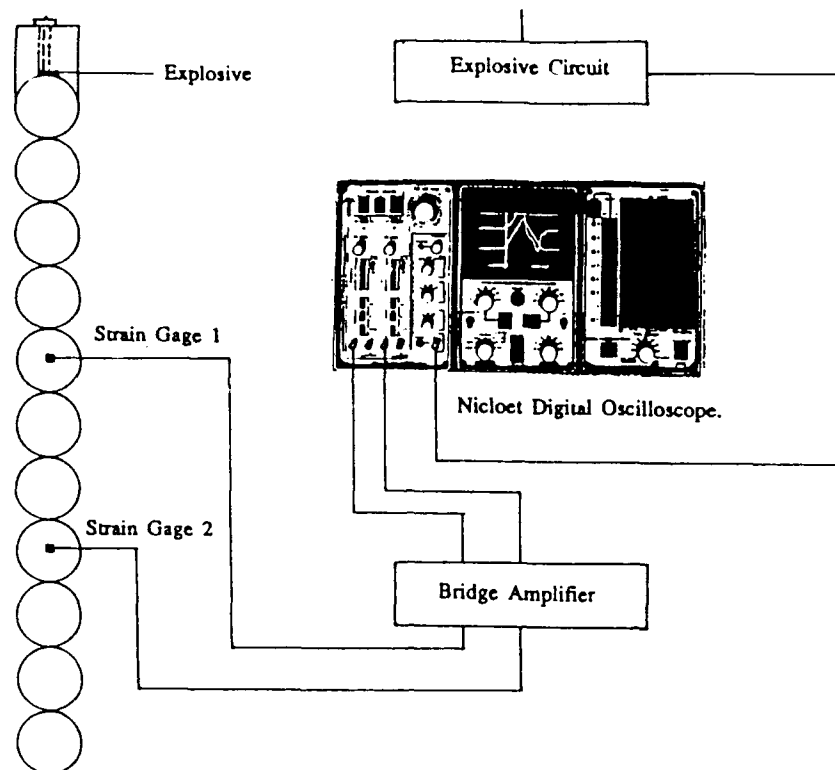 Explosive
Explosive Circuit
Strain Gage 1
Nicloet Digital Oscilloscope.
Strain Gage 2
Bridge Amplifier